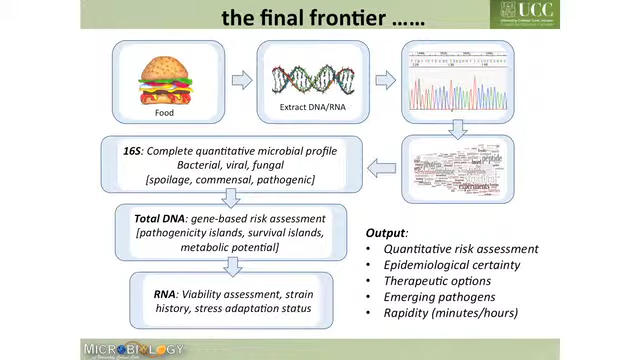 the final frontier ......
UCC
Food
Extract DNA/RNA
16S: Complete quantitative microbial profile
Bacterial, viral, fungal
[spoilage, commensal, pathogenic]
peptide
experiments
Total DNA: gene-based risk assessment
[pathogenicity islands, survival islands,
metabolic potential]
RNA: Viability assessment, strain
history, stress adaptation status
Output:
• Quantitative risk assessment
• Epidemiological certainty
• Therapeutic options
• Emerging pathogens
• Rapidity (minutes/hours)
MICROBIOLOGY